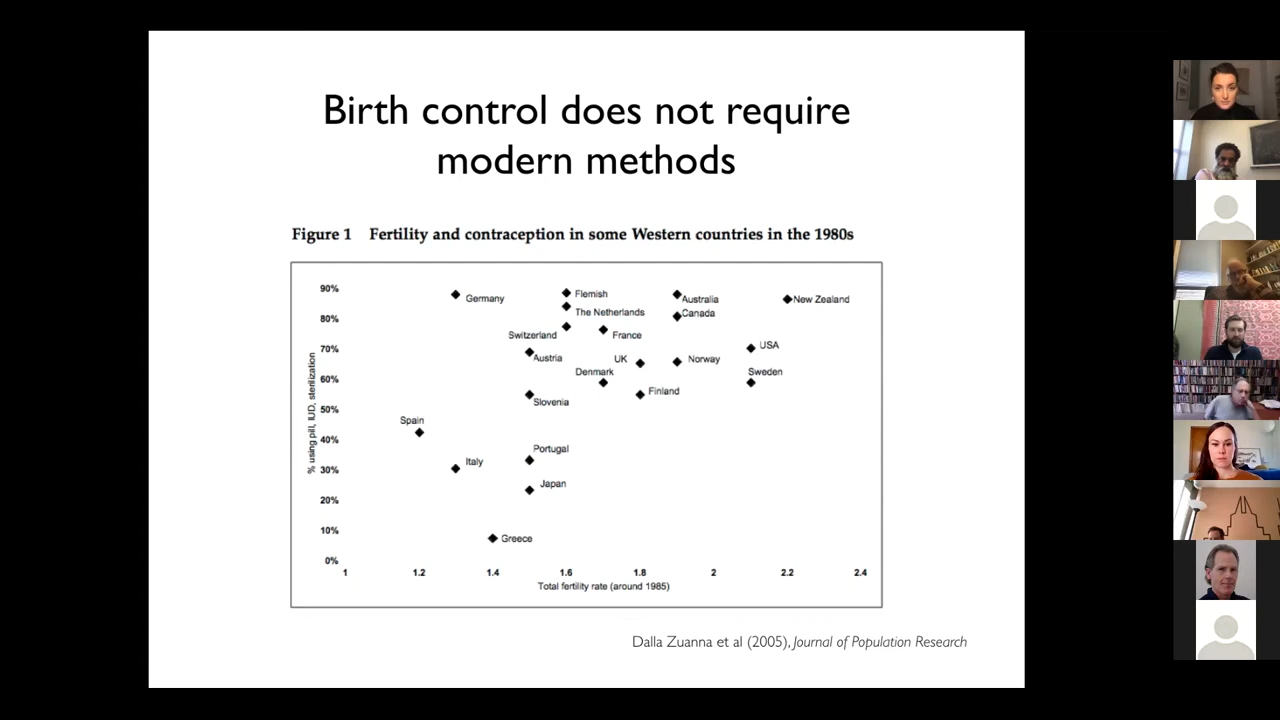 Birth control does not require
modern methods
Figure 1 Fertility and contraception in some Western countries in the 1980s
90%
80%
70%
60%
50%
40%
30%
20%
10%
0%
% using pill, IUD, sterilization
Germany
Flemish
The Netherlands
Australia
Canada
New Zealand
Switzerland
France
USA
Austria
UK
Norway
Denmark
Sweden
Finland
Slovenia
Spain
Portugal
Italy
Japan
Greece
1 1.2 1.4 1.6 1.8 2 2.2 2.4
Total fertility rate (around 1985)
Dalla Zuanna et al (2005), Journal of Population Research